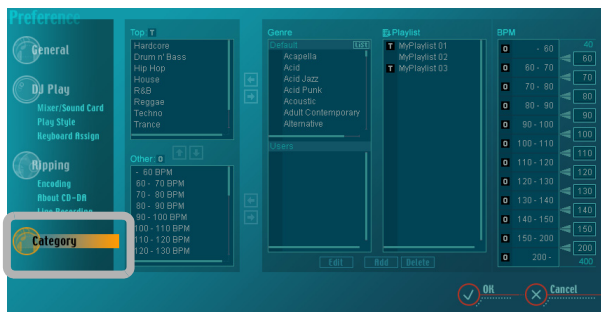 Preference
General
DJ Play
Mixer/Sound Card
Play Style
Keyboard Assign
Ripping
Encoding
About CD-DA
Live Recording
Category
Top T
Hardcore
Drum n' Bass
Hip Hop
House
R&B
Reggae
Techno
Trance
Other O
- 60 BPM
60 - 70 BPM
70 - 80 BPM
80 - 90 BPM
90 - 100 BPM
100 - 110 BPM
110 - 120 BPM
120 - 130 BPM
Genre
Default LIST
Acapella
Acid
Acid Jazz
Acid Punk
Acoustic
Adult Contemporary
Alternative
Users
Edit
Playlist
T MyPlaylist 01
MyPlaylist 02
T MyPlaylist 03
Add Delete
BPM
O - 60
O 60 - 70
O 70 - 80
O 80 - 90
O 90 - 100
O 100 - 110
O 110 - 120
O 120 - 130
O 130 - 140
O 140 - 150
O 150 - 200
O 200 -
40
60
70
80
90
100
110
120
130
140
150
200
400
OK
Cancel